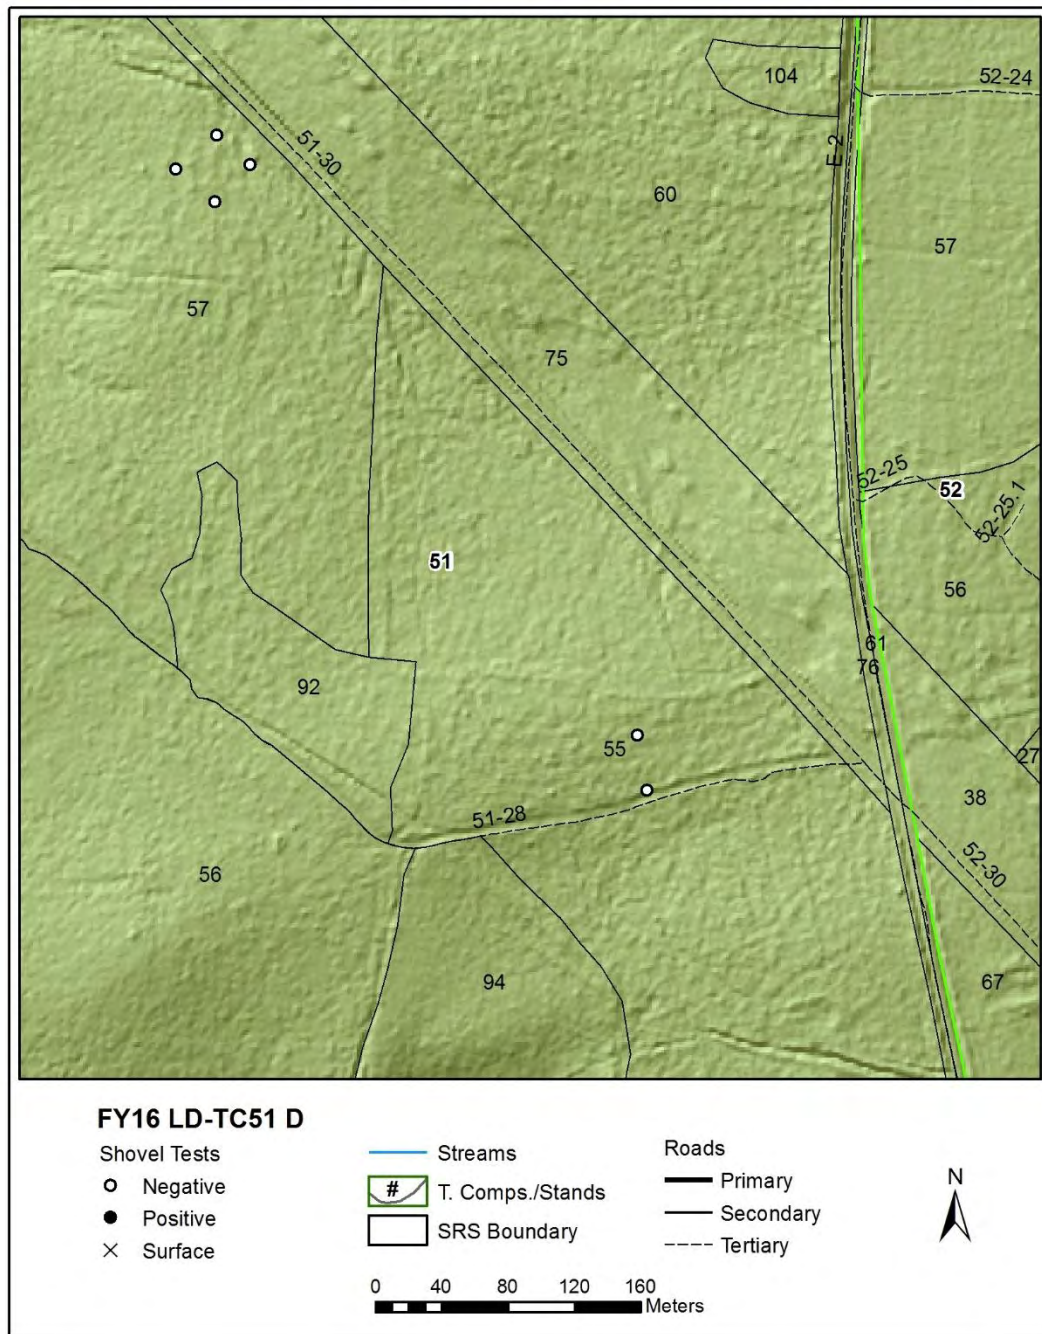 104
52-24
51-30
E 2
60
57
57
75
52-25
52
52-25.1
51
56
61
76
92
55
27
38
51-28
52-30
56
94
67
FY16 LD-TC51 D
Shovel Tests
Negative
Positive
Surface
Streams
# T. Comps./Stands
SRS Boundary
Roads
Primary
Secondary
Tertiary
N
0 40 80 120 160
Meters